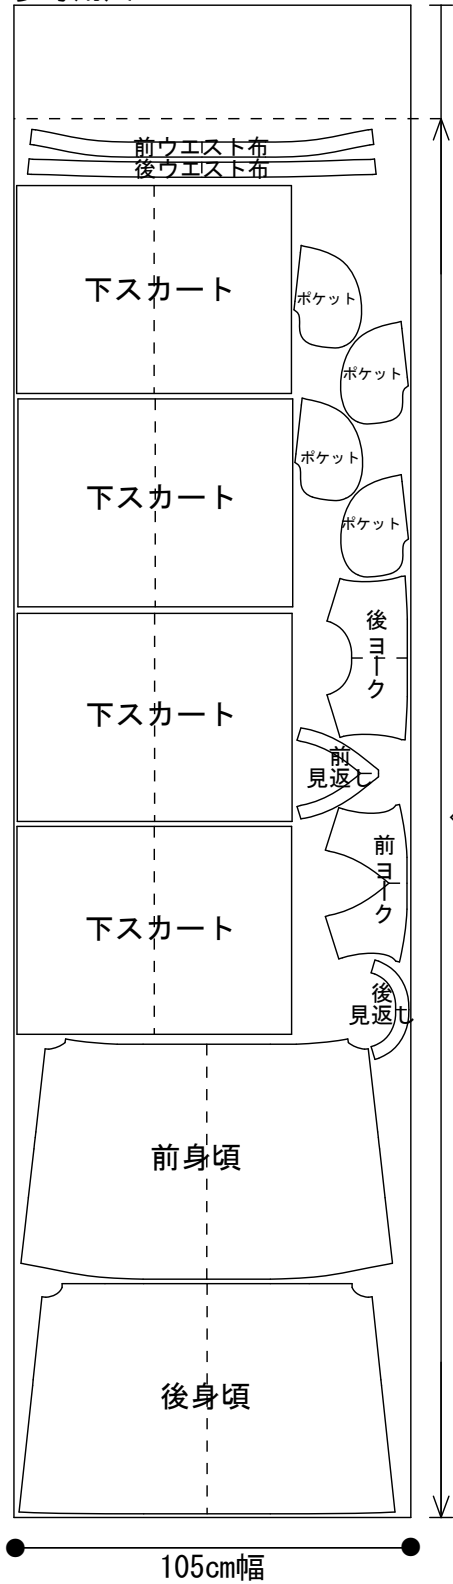 前ウエスト布
後ウエスト布
下スカート
ポケット
ポケット
下スカート
ポケット
ポケット
後ヨーク
下スカート
前
見返し
前ヨーク
下スカート
後
見返し
前身頃
後身頃
105cm幅